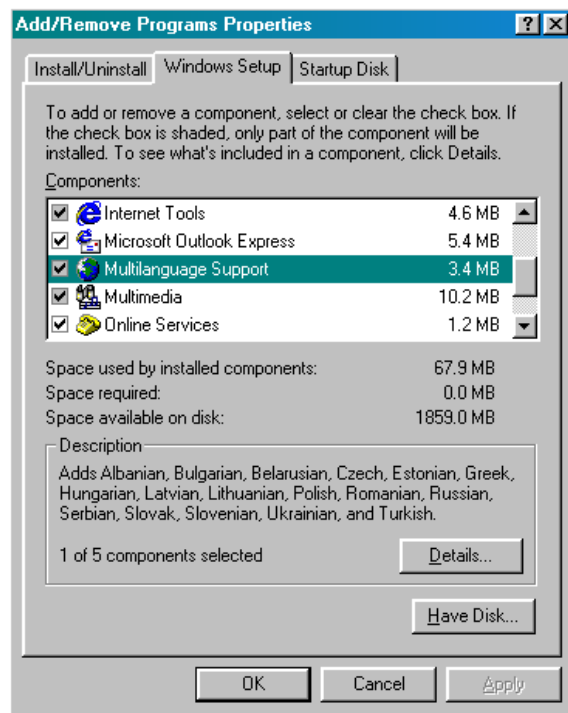 Add/Remove Programs Properties
Install/Uninstall Windows Setup Startup Disk
To add or remove a component, select or clear the check box. If
the check box is shaded, only part of the component will be
installed. To see what's included in a component, click Details.
Components:
Internet Tools 4.6 MB
Microsoft Outlook Express 5.4 MB
Multilanguage Support 3.4 MB
Multimedia 10.2 MB
Online Services 1.2 MB
Space used by installed components: 67.9 MB
Space required: 0.0 MB
Space available on disk: 1859.0 MB
Description
Adds Albanian, Bulgarian, Belarusian, Czech, Estonian, Greek,
Hungarian, Latvian, Lithuanian, Polish, Romanian, Russian,
Serbian, Slovak, Slovenian, Ukrainian, and Turkish.
1 of 5 components selected Details...
Have Disk...
OK Cancel Apply